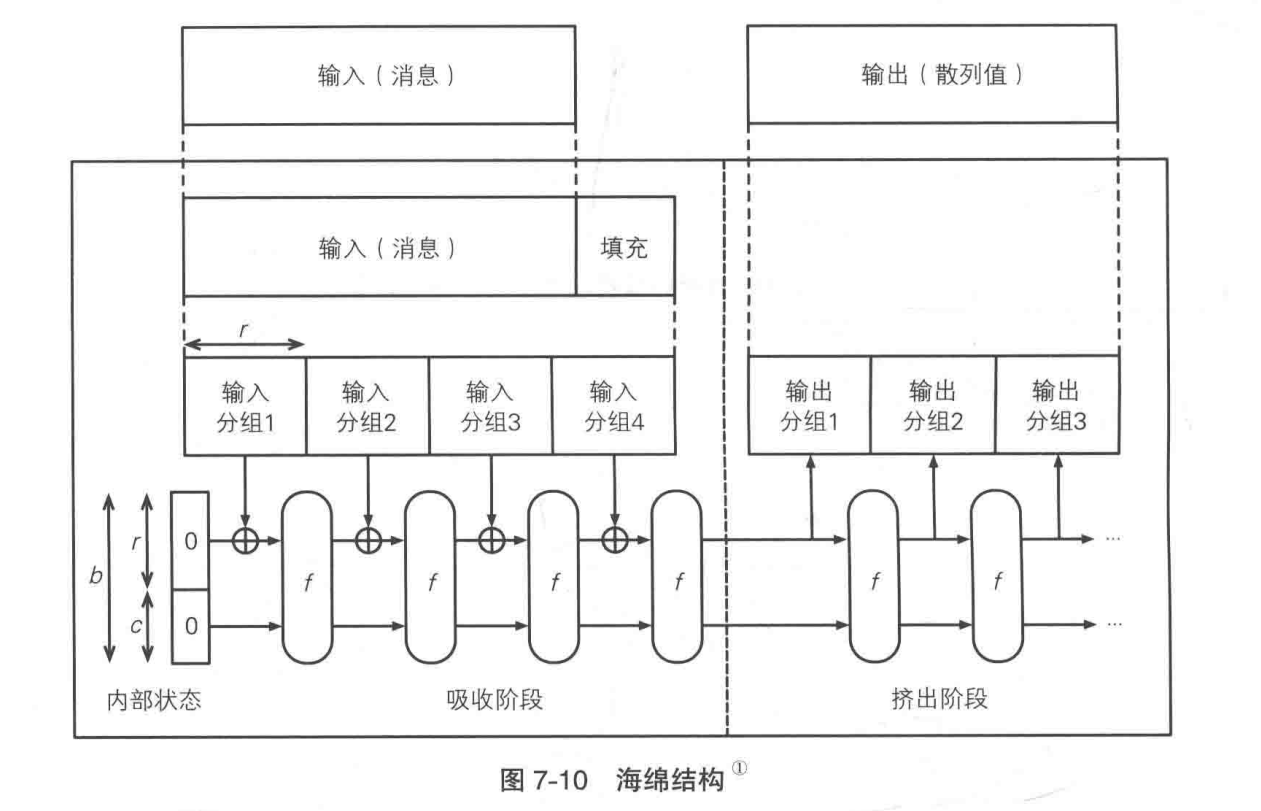 输入（消息）
输出（散列值）
输入（消息）
填充
r
输入
分组1
输入
分组2
输入
分组3
输入
分组4
输出
分组1
输出
分组2
输出
分组3
b
r
c
0
0
f
f
f
f
f
f
…
…
内部状态
吸收阶段
挤出阶段
图 7-10 海绵结构①